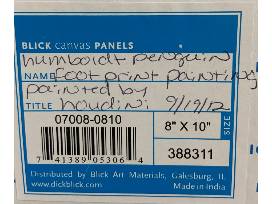 BLICK canvas PANELS
humboldt penguin
NAME foot print painting
painted by
TITLE houdini 9/19/12
07008-0810
8" X 10"
SIZE
7 41389 05306 4
388311
Distributed by Blick Art Materials, Galesburg, IL
www.dickblick.com Made in India